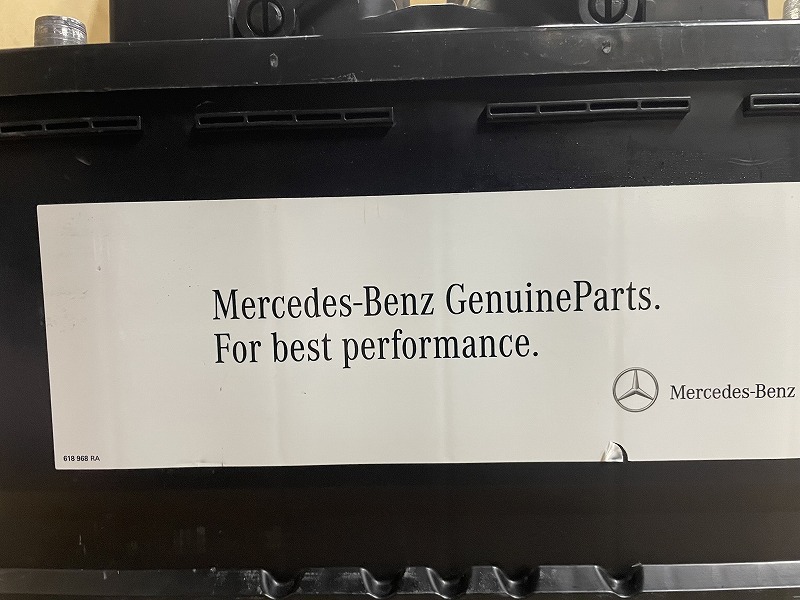 Mercedes-Benz GenuineParts.
For best performance.
Mercedes-Benz
618 968 RA